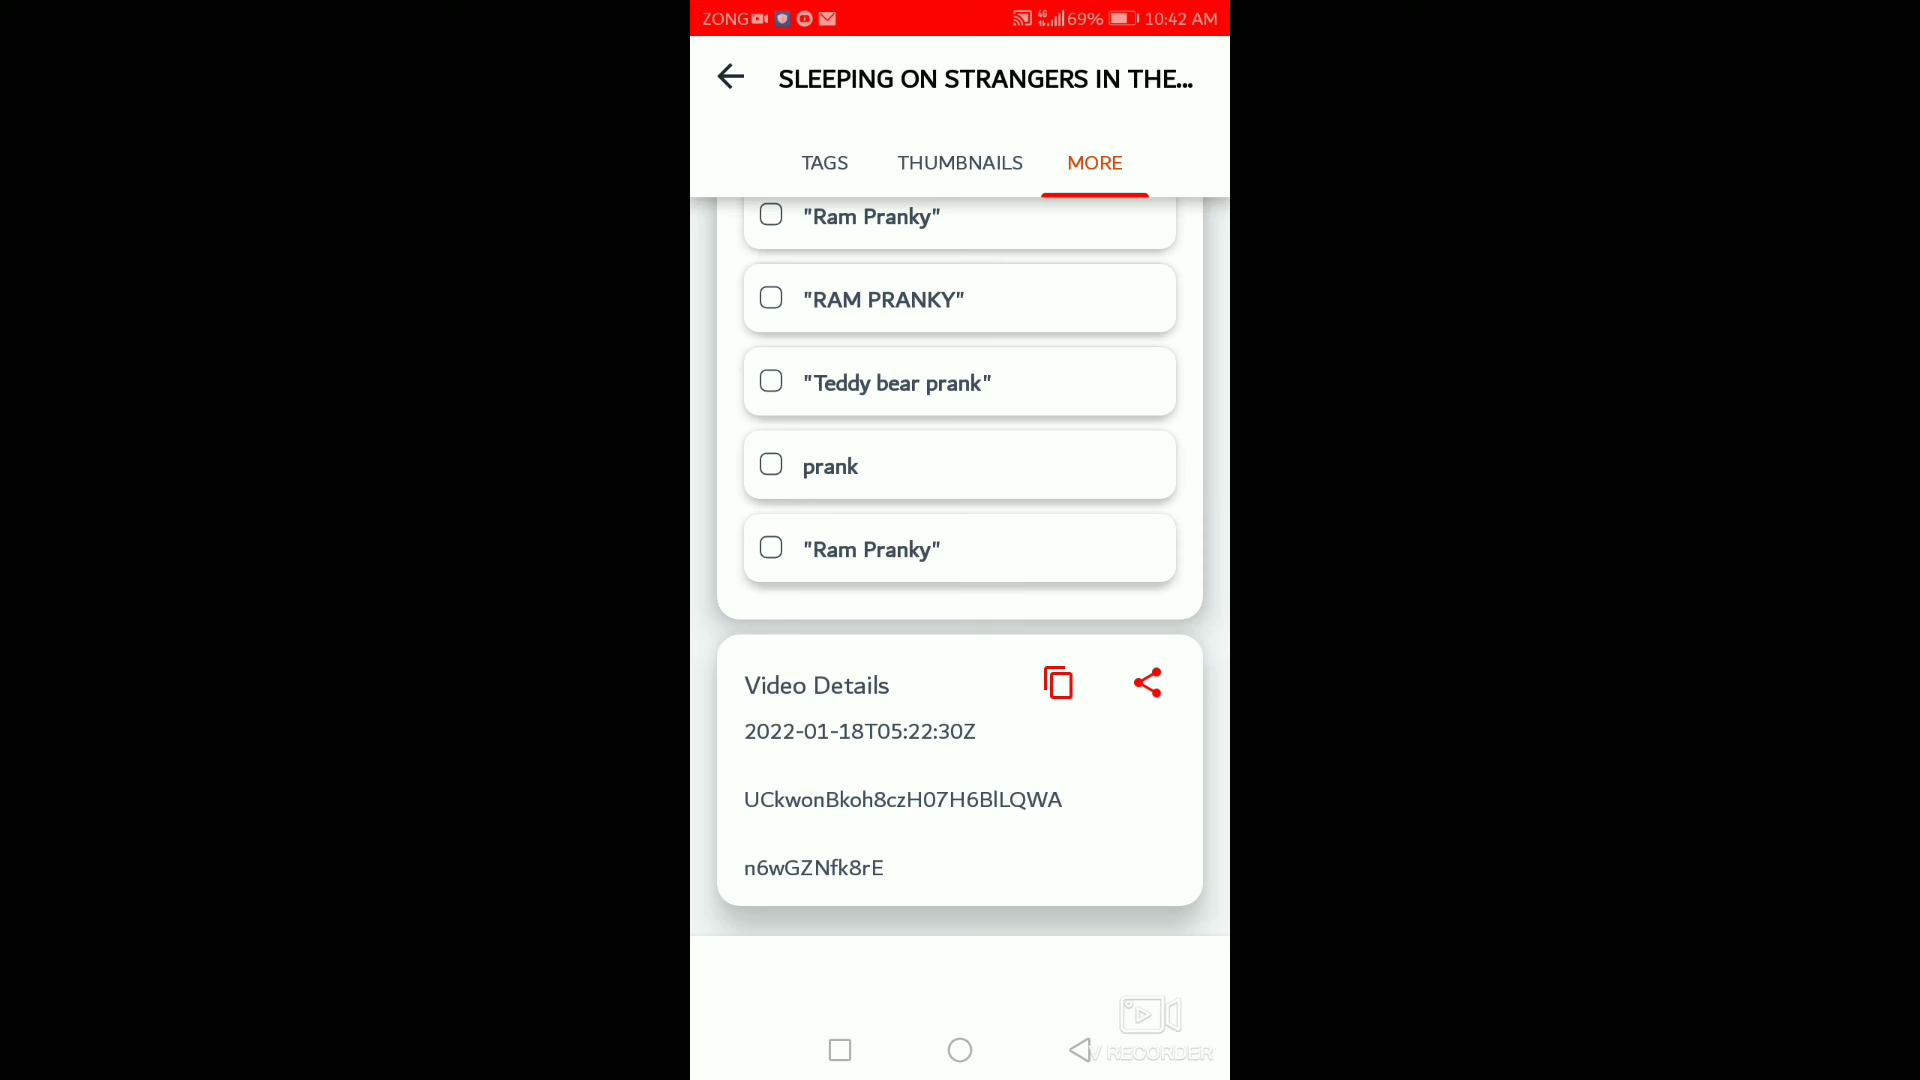 ZONG 4G 69% 10:42 AM
SLEEPING ON STRANGERS IN THE...
TAGS THUMBNAILS MORE
"Ram Pranky"
"RAM PRANKY"
"Teddy bear prank"
prank
"Ram Pranky"
Video Details
2022-01-18T05:22:30Z
UCkwonBkoh8czH07H6BlLQWA
n6wGZNfk8rE
V RECORDER